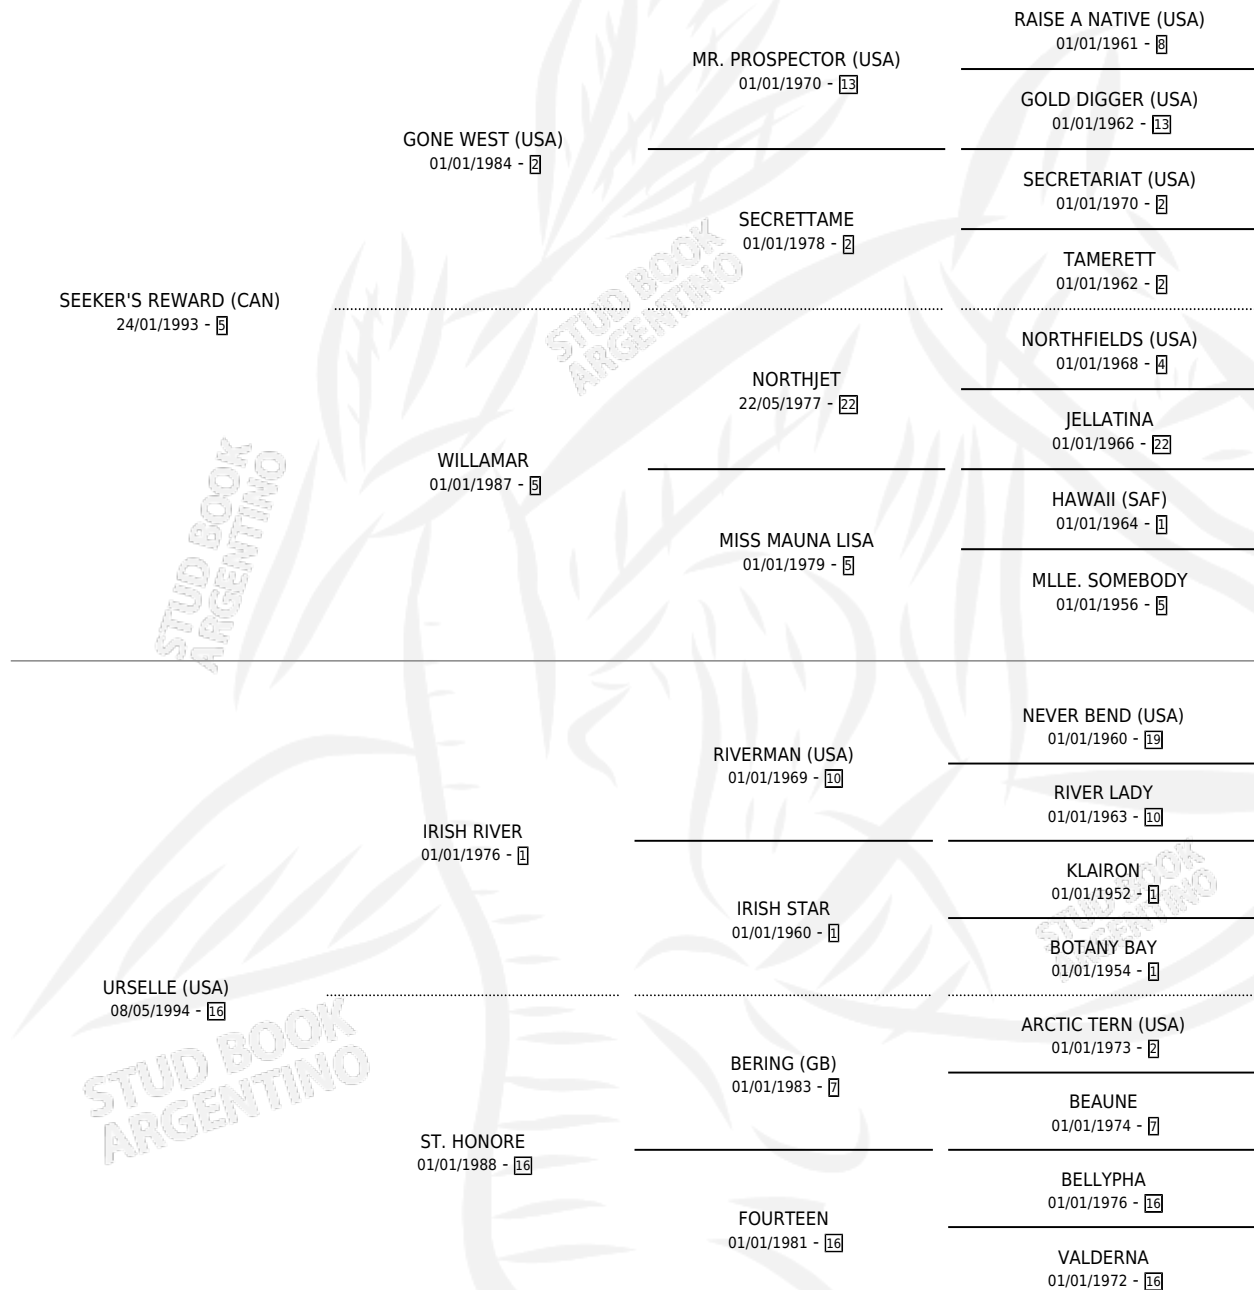 RAISE A NATIVE (USA)
01/01/1961 - 8
MR. PROSPECTOR (USA)
01/01/1970 - 13
GOLD DIGGER (USA)
01/01/1962 - 13
GONE WEST (USA)
01/01/1984 - 2
SECRETARIAT (USA)
01/01/1970 - 2
SECRETTAME
01/01/1978 - 2
TAMERETT
01/01/1962 - 2
SEEKER'S REWARD (CAN)
24/01/1993 - 5
NORTHFIELDS (USA)
01/01/1968 - 4
NORTHJET
22/05/1977 - 22
JELLATINA
01/01/1966 - 22
WILLAMAR
01/01/1987 - 5
HAWAII (SAF)
01/01/1964 - 1
MISS MAUNA LISA
01/01/1979 - 5
MLLE. SOMEBODY
01/01/1956 - 5
NEVER BEND (USA)
01/01/1960 - 19
RIVERMAN (USA)
01/01/1969 - 10
RIVER LADY
01/01/1963 - 10
IRISH RIVER
01/01/1976 - 1
KLAIRON
01/01/1952 - 1
IRISH STAR
01/01/1960 - 1
BOTANY BAY
01/01/1954 - 1
URSELLE (USA)
08/05/1994 - 16
ARCTIC TERN (USA)
01/01/1973 - 2
BERING (GB)
01/01/1983 - 7
BEAUNE
01/01/1974 - 7
ST. HONORE
01/01/1988 - 16
BELLYPHA
01/01/1976 - 16
FOURTEEN
01/01/1981 - 16
VALDERNA
01/01/1972 - 16
STUD BOOK
ARGENTINO
STUD BOOK
ARGENTINO
STUD BOOK
ARGENTINO
STUD BOOK
ARGENTINO